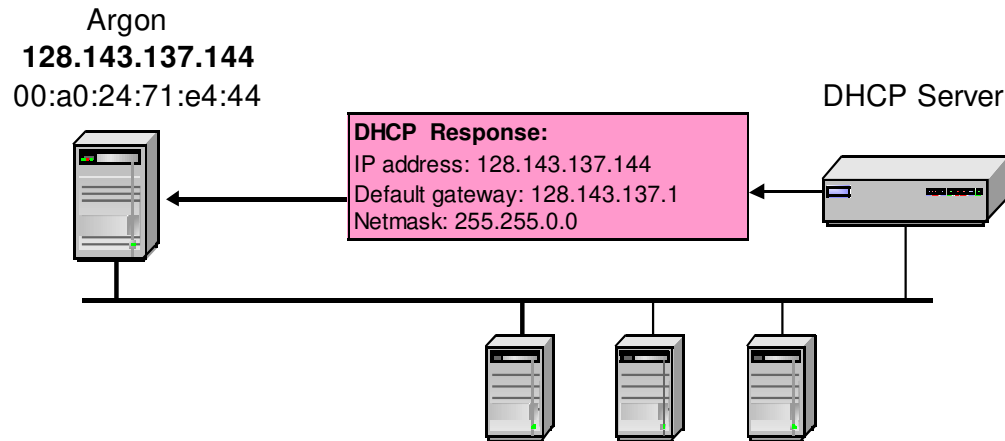 Argon
128.143.137.144
00:a0:24:71:e4:44
DHCP Server
DHCP Response:
IP address: 128.143.137.144
Default gateway: 128.143.137.1
Netmask: 255.255.0.0